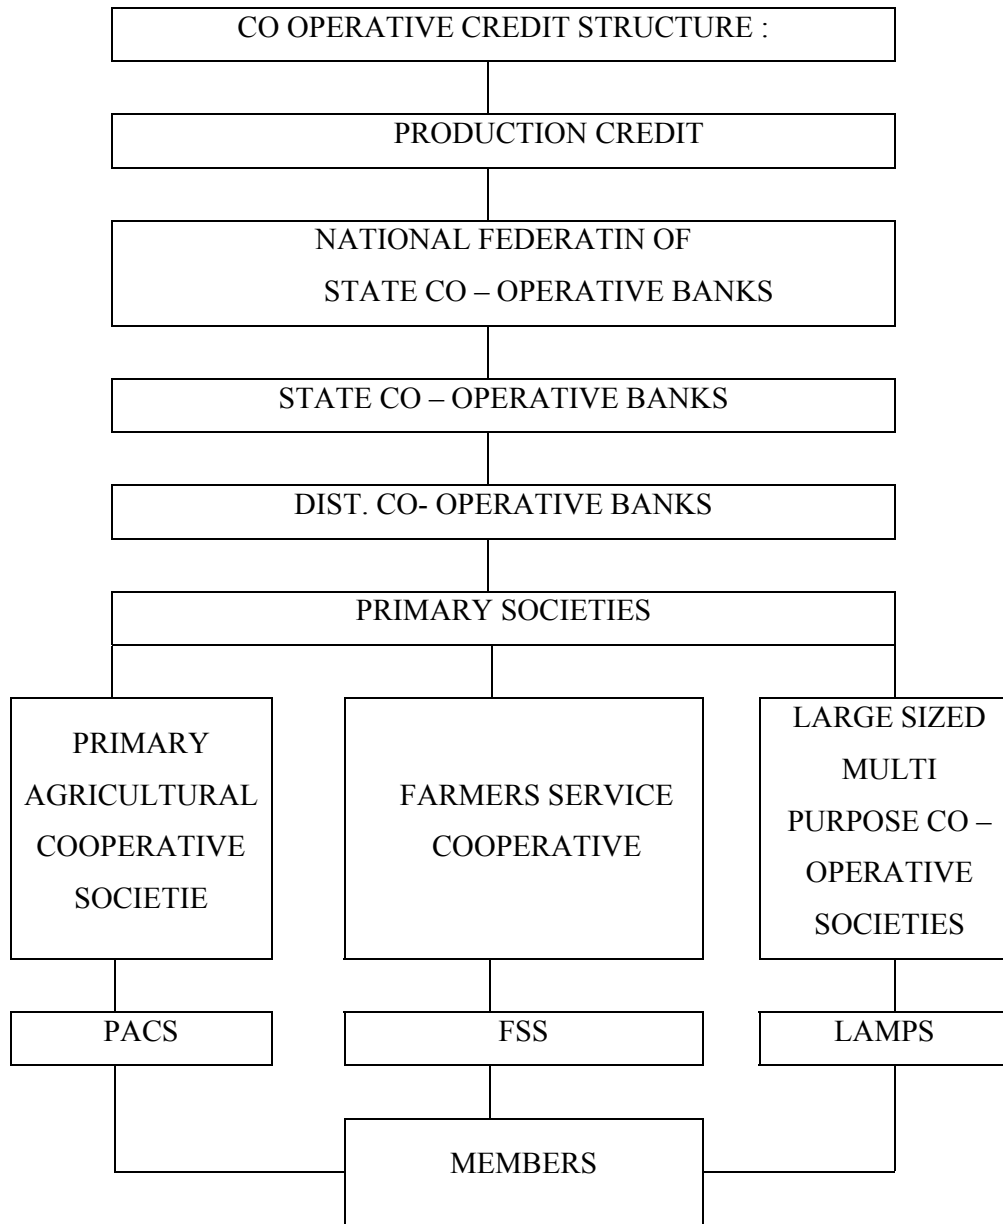 CO OPERATIVE CREDIT STRUCTURE :
PRODUCTION CREDIT
NATIONAL FEDERATIN OF
STATE CO – OPERATIVE BANKS
STATE CO – OPERATIVE BANKS
DIST. CO- OPERATIVE BANKS
PRIMARY SOCIETIES
PRIMARY
AGRICULTURAL
COOPERATIVE
SOCIETIE
FARMERS SERVICE
COOPERATIVE
LARGE SIZED
MULTI
PURPOSE CO –
OPERATIVE
SOCIETIES
PACS
FSS
LAMPS
MEMBERS